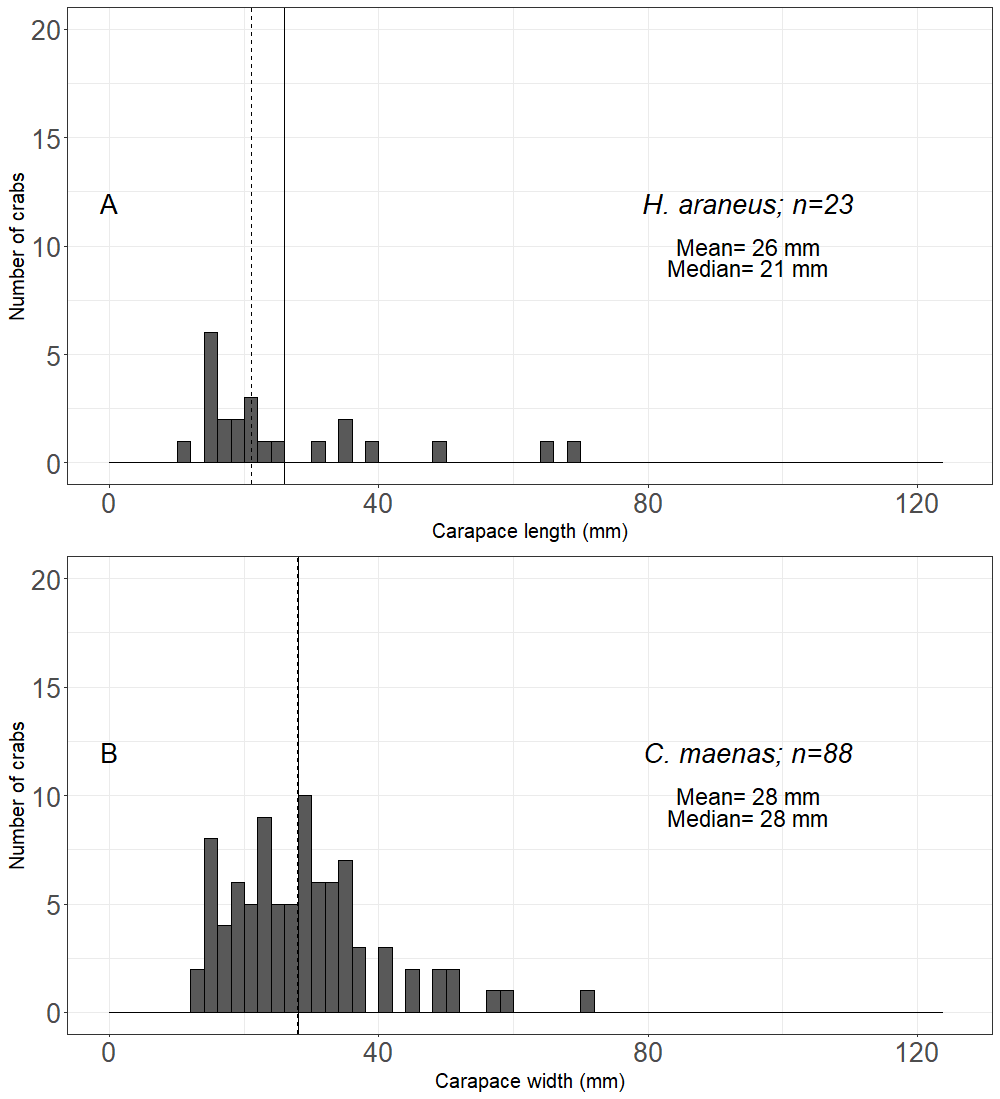 20
15
10
5
0
Number of crabs
A
H. araneus; n=23
Mean= 26 mm
Median= 21 mm
0 40 80 120
Carapace length (mm)
20
15
10
5
0
Number of crabs
B
C. maenas; n=88
Mean= 28 mm
Median= 28 mm
0 40 80 120
Carapace width (mm)